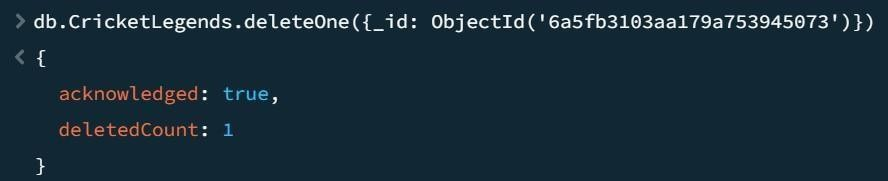 > db.CricketLegends.deleteOne({_id: ObjectId('6a5fb3103aa179a753945073')})
< {
acknowledged: true,
deletedCount: 1
}